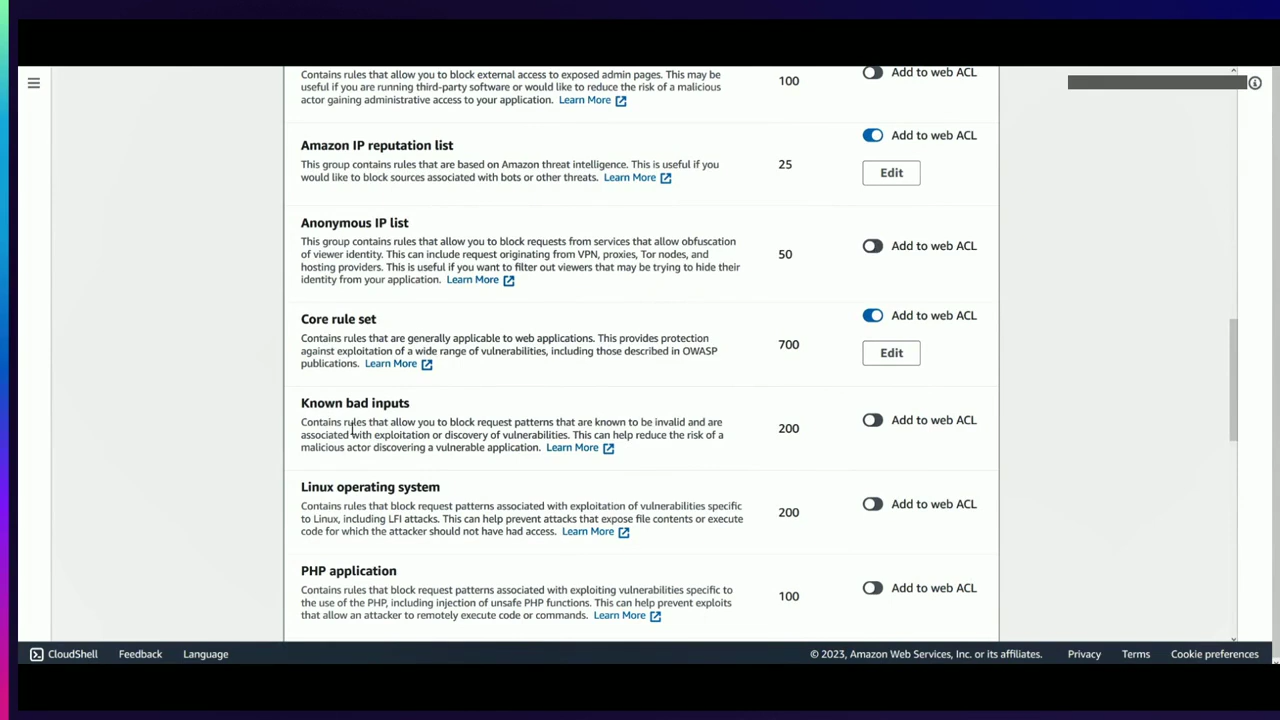 Contains rules that allow you to block external access to exposed admin pages. This may be
useful if you are running third-party software or would like to reduce the risk of a malicious
actor gaining administrative access to your application. Learn More
100
Add to web ACL
Amazon IP reputation list
This group contains rules that are based on Amazon threat intelligence. This is useful if you
would like to block sources associated with bots or other threats. Learn More
25
Add to web ACL
Edit
Anonymous IP list
This group contains rules that allow you to block requests from services that allow obfuscation
of viewer identity. This can include request originating from VPN, proxies, Tor nodes, and
hosting providers. This is useful if you want to filter out viewers that may be trying to hide their
identity from your application. Learn More
50
Add to web ACL
Core rule set
Contains rules that are generally applicable to web applications. This provides protection
against exploitation of a wide range of vulnerabilities, including those described in OWASP
publications. Learn More
700
Add to web ACL
Edit
Known bad inputs
Contains rules that allow you to block request patterns that are known to be invalid and are
associated with exploitation or discovery of vulnerabilities. This can help reduce the risk of a
malicious actor discovering a vulnerable application. Learn More
200
Add to web ACL
Linux operating system
Contains rules that block request patterns associated with exploitation of vulnerabilities specific
to Linux, including LFI attacks. This can help prevent attacks that expose file contents or execute
code for which the attacker should not have had access. Learn More
200
Add to web ACL
PHP application
Contains rules that block request patterns associated with exploiting vulnerabilities specific to
the use of the PHP, including injection of unsafe PHP functions. This can help prevent exploits
that allow an attacker to remotely execute code or commands. Learn More
100
Add to web ACL
CloudShell Feedback Language © 2023, Amazon Web Services, Inc. or its affiliates. Privacy Terms Cookie preferences